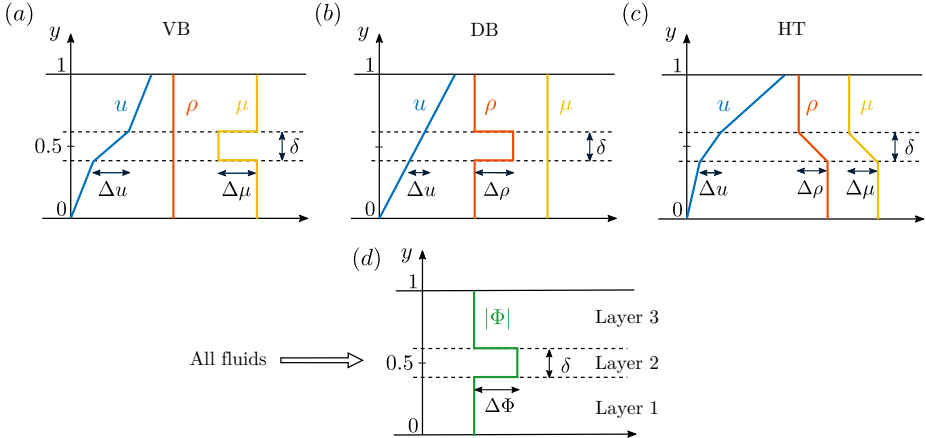 (a)
VB
y
1
u
ρ
μ
0.5
δ
Δu
Δμ
0
(b)
DB
y
1
u
ρ
μ
δ
Δu
Δρ
0
(c)
HT
y
1
u
ρ
μ
δ
Δu
Δρ
Δμ
0
(d)
y
1
|Φ|
Layer 3
All fluids
0.5
δ
Layer 2
ΔΦ
Layer 1
0